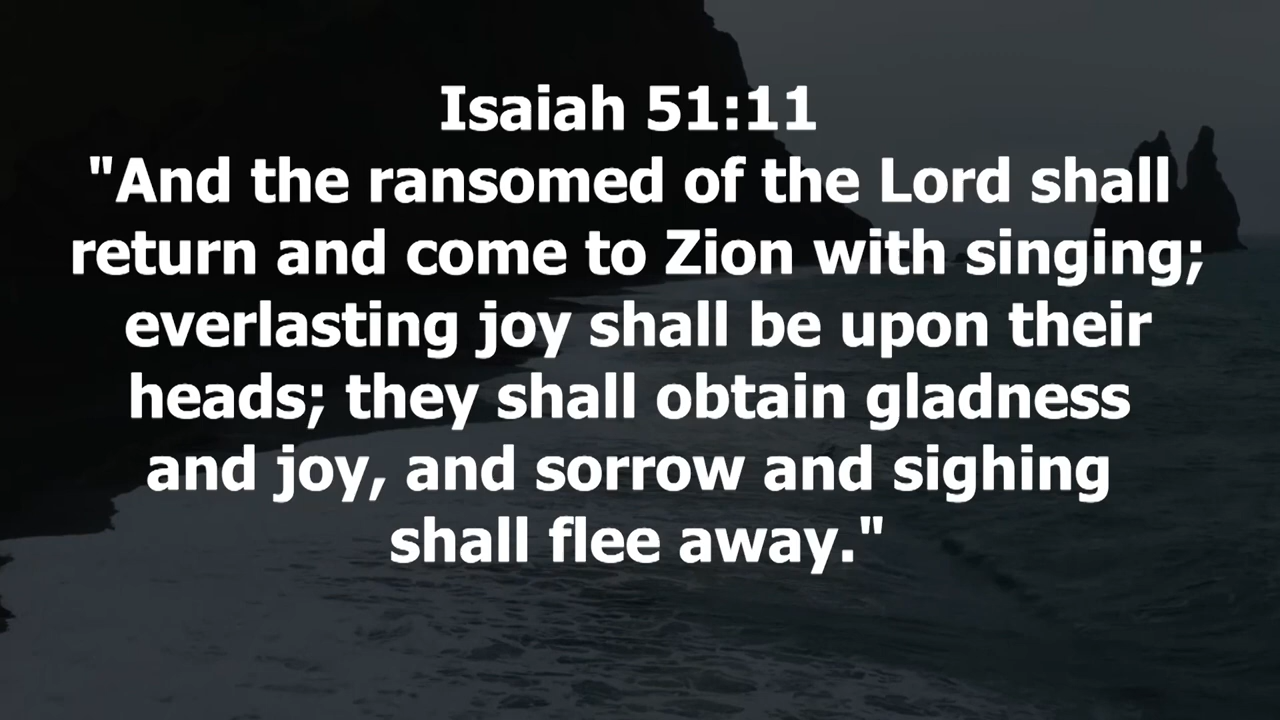 Isaiah 51:11
"And the ransomed of the Lord shall
return and come to Zion with singing;
everlasting joy shall be upon their
heads; they shall obtain gladness
and joy, and sorrow and sighing
shall flee away."